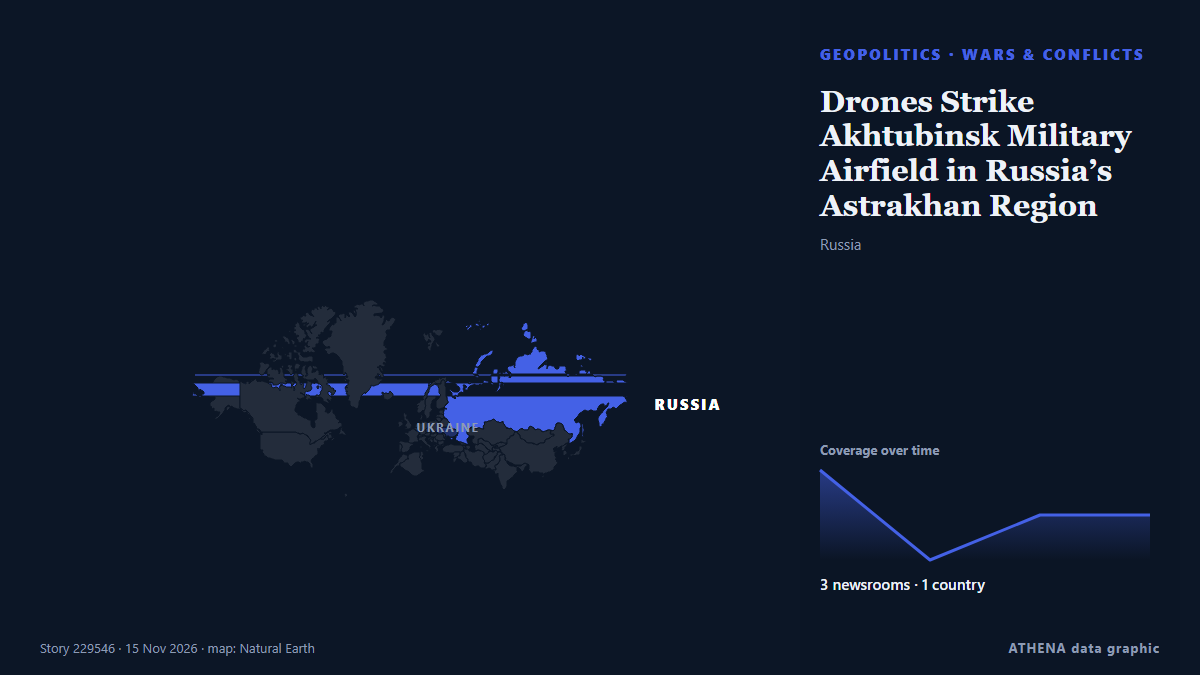 GEOPOLITICS · WARS & CONFLICTS
Drones Strike
Akhtubinsk Military
Airfield in Russia’s
Astrakhan Region
Russia
RUSSIA
UKRAINE
Coverage over time
3 newsrooms · 1 country
Story 229546 · 15 Nov 2026 · map: Natural Earth
ATHENA data graphic